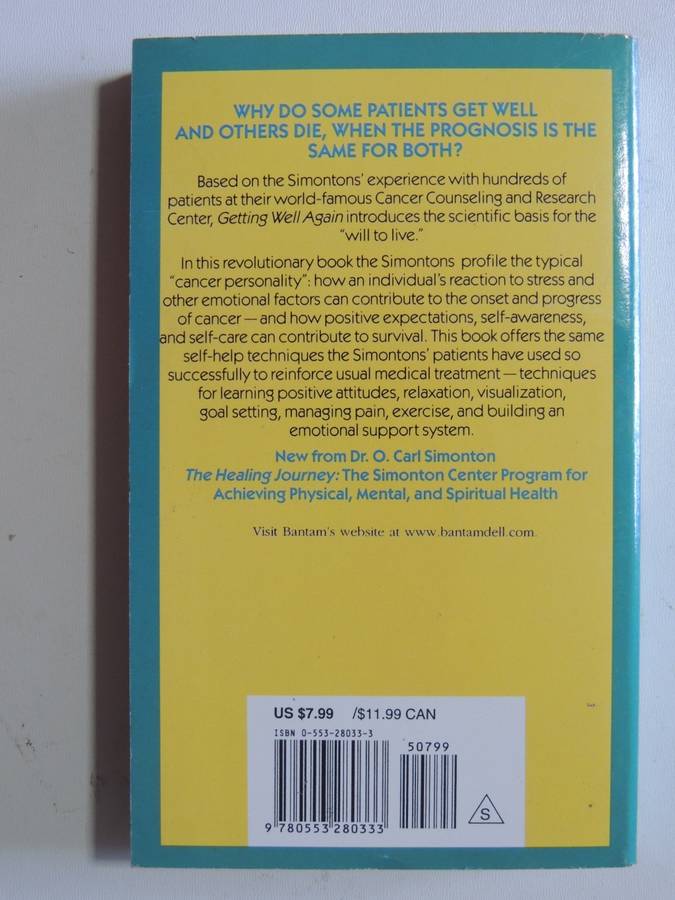 WHY DO SOME PATIENTS GET WELL
AND OTHERS DIE, WHEN THE PROGNOSIS IS THE
SAME FOR BOTH?
Based on the Simontons' experience with hundreds of
patients at their world-famous Cancer Counseling and Research
Center, Getting Well Again introduces the scientific basis for the
"will to live."
In this revolutionary book the Simontons profile the typical
"cancer personality": how an individual's reaction to stress and
other emotional factors can contribute to the onset and progress
of cancer — and how positive expectations, self-awareness,
and self-care can contribute to survival. This book offers the same
self-help techniques the Simontons' patients have used so
successfully to reinforce usual medical treatment — techniques
for learning positive attitudes, relaxation, visualization,
goal setting, managing pain, exercise, and building an
emotional support system.
New from Dr. O. Carl Simonton
The Healing Journey: The Simonton Center Program for
Achieving Physical, Mental, and Spiritual Health
Visit Bantam's website at www.bantamdell.com.
US $7.99 /$11.99 CAN
ISBN 0-553-28033-3
50799
9 780553 280333
S